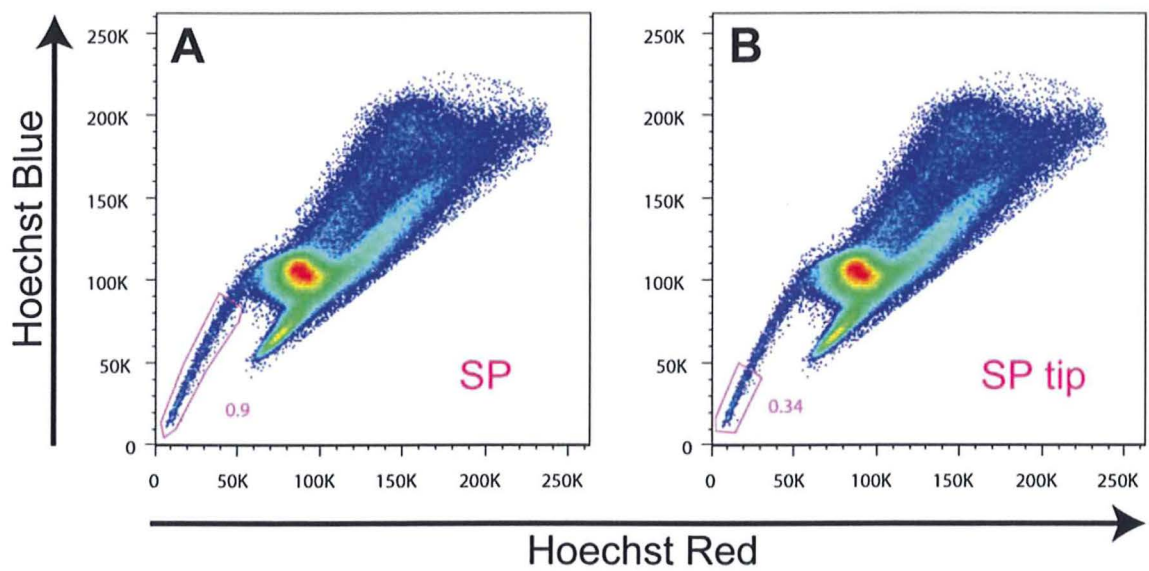 A
B
Hoechst Blue
250K
200K
150K
100K
50K
0
250K
200K
150K
100K
50K
0
SP
SP tip
0.9
0.34
0 50K 100K 150K 200K 250K
0 50K 100K 150K 200K 250K
Hoechst Red